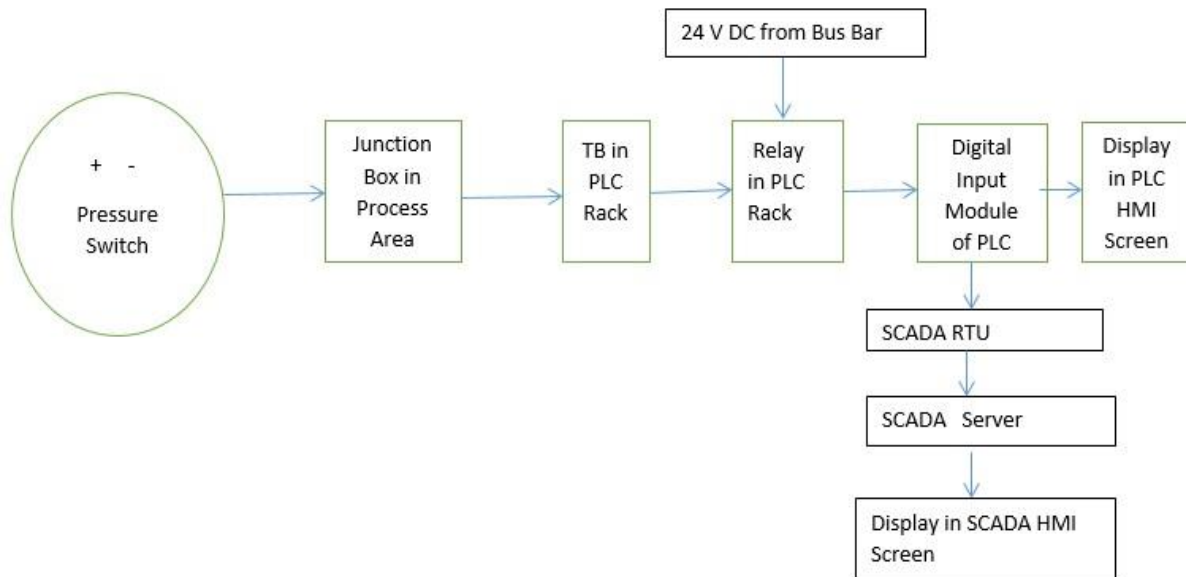 24 V DC from Bus Bar
+ -
Pressure
Switch
Junction
Box in
Process
Area
TB in
PLC
Rack
Relay
in PLC
Rack
Digital
Input
Module
of PLC
Display
in PLC
HMI
Screen
SCADA RTU
SCADA Server
Display in SCADA HMI
Screen